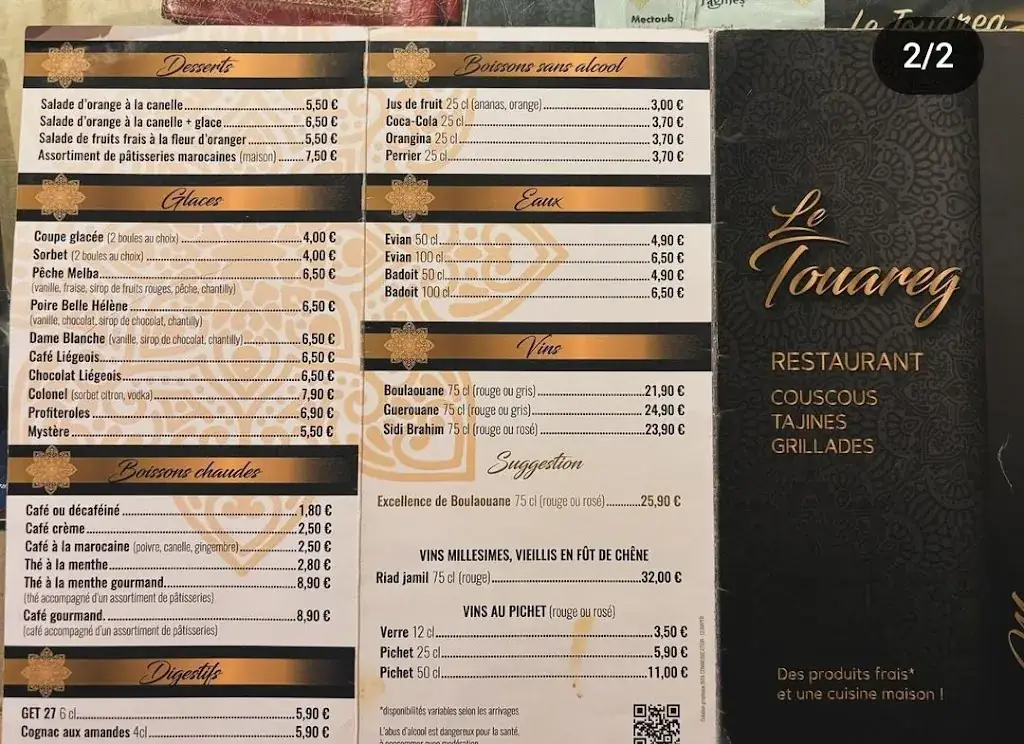 Mectoub
Tagines
Le Touareg
2/2
Desserts
Salade d'orange à la canelle 5,50 €
Salade d'orange à la canelle + glace 6,50 €
Salade de fruits frais à la fleur d'oranger 5,50 €
Assortiment de pâtisseries marocaines (maison) 7,50 €
Glaces
Coupe glacée (2 boules au choix) 4,00 €
Sorbet (2 boules au choix) 4,00 €
Pêche Melba 6,50 €
(vanille, fraise, sirop de fruits rouges, pêche, chantilly)
Poire Belle Hélène 6,50 €
(vanille, chocolat, sirop de chocolat, chantilly)
Dame Blanche (vanille, sirop de chocolat, chantilly) 6,50 €
Café Liégeois 6,50 €
Chocolat Liégeois 6,50 €
Colonel (sorbet citron, vodka) 7,90 €
Profiteroles 6,90 €
Mystère 5,50 €
Boissons chaudes
Café ou décaféiné 1,80 €
Café crème 2,50 €
Café à la marocaine (poivre, canelle, gingembre) 2,50 €
Thé à la menthe 2,80 €
Thé à la menthe gourmand 8,90 €
(thé accompagné d'un assortiment de pâtisseries)
Café gourmand 8,90 €
(café accompagné d'un assortiment de pâtisseries)
Digestifs
GET 27 6 cl 5,90 €
Cognac aux amandes 4cl 5,90 €
Boissons sans alcool
Jus de fruit 25 cl (ananas, orange) 3,00 €
Coca-Cola 25 cl 3,70 €
Orangina 25 cl 3,70 €
Perrier 25 cl 3,70 €
Eaux
Evian 50 cl 4,90 €
Evian 100 cl 6,50 €
Badoit 50 cl 4,90 €
Badoit 100 cl 6,50 €
Vins
Boulaouane 75 cl (rouge ou gris) 21,90 €
Guerouane 75 cl (rouge ou gris) 24,90 €
Sidi Brahim 75 cl (rouge ou rosé) 23,90 €
Suggestion
Excellence de Boulaouane 75 cl (rouge ou rosé) 25,90 €
VINS MILLESIMES, VIEILLIS EN FÛT DE CHÊNE
Riad jamil 75 cl (rouge) 32,00 €
VINS AU PICHET (rouge ou rosé)
Verre 12 cl 3,50 €
Pichet 25 cl 5,90 €
Pichet 50 cl 11,00 €
*disponibilités variables selon les arrivages
L'abus d'alcool est dangereux pour la santé,
à consommer avec modération
Le
Touareg
RESTAURANT
COUSCOUS
TAJINES
GRILLADES
Des produits frais*
et une cuisine maison !